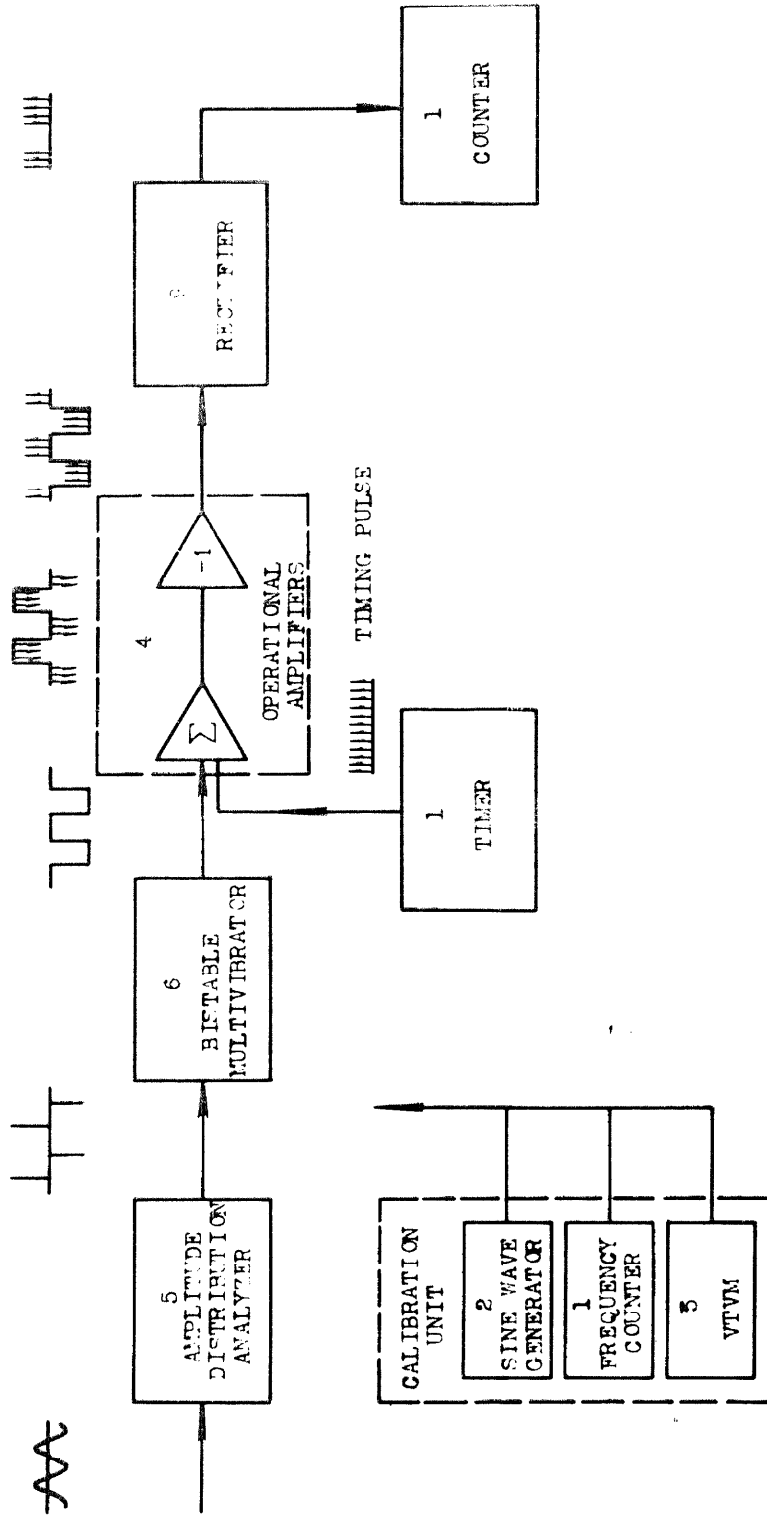 5
AMPLITUDE
DISTRIBUTION
ANALYZER
6
BISTABLE
MULTIVIBRATOR
4
Σ
-1
OPERATIONAL
AMPLIFIERS
RECTIFIER
TIMING PULSE
1
TIMER
1
COUNTER
CALIBRATION
UNIT
2
SINE WAVE
GENERATOR
1
FREQUENCY
COUNTER
3
VTVM